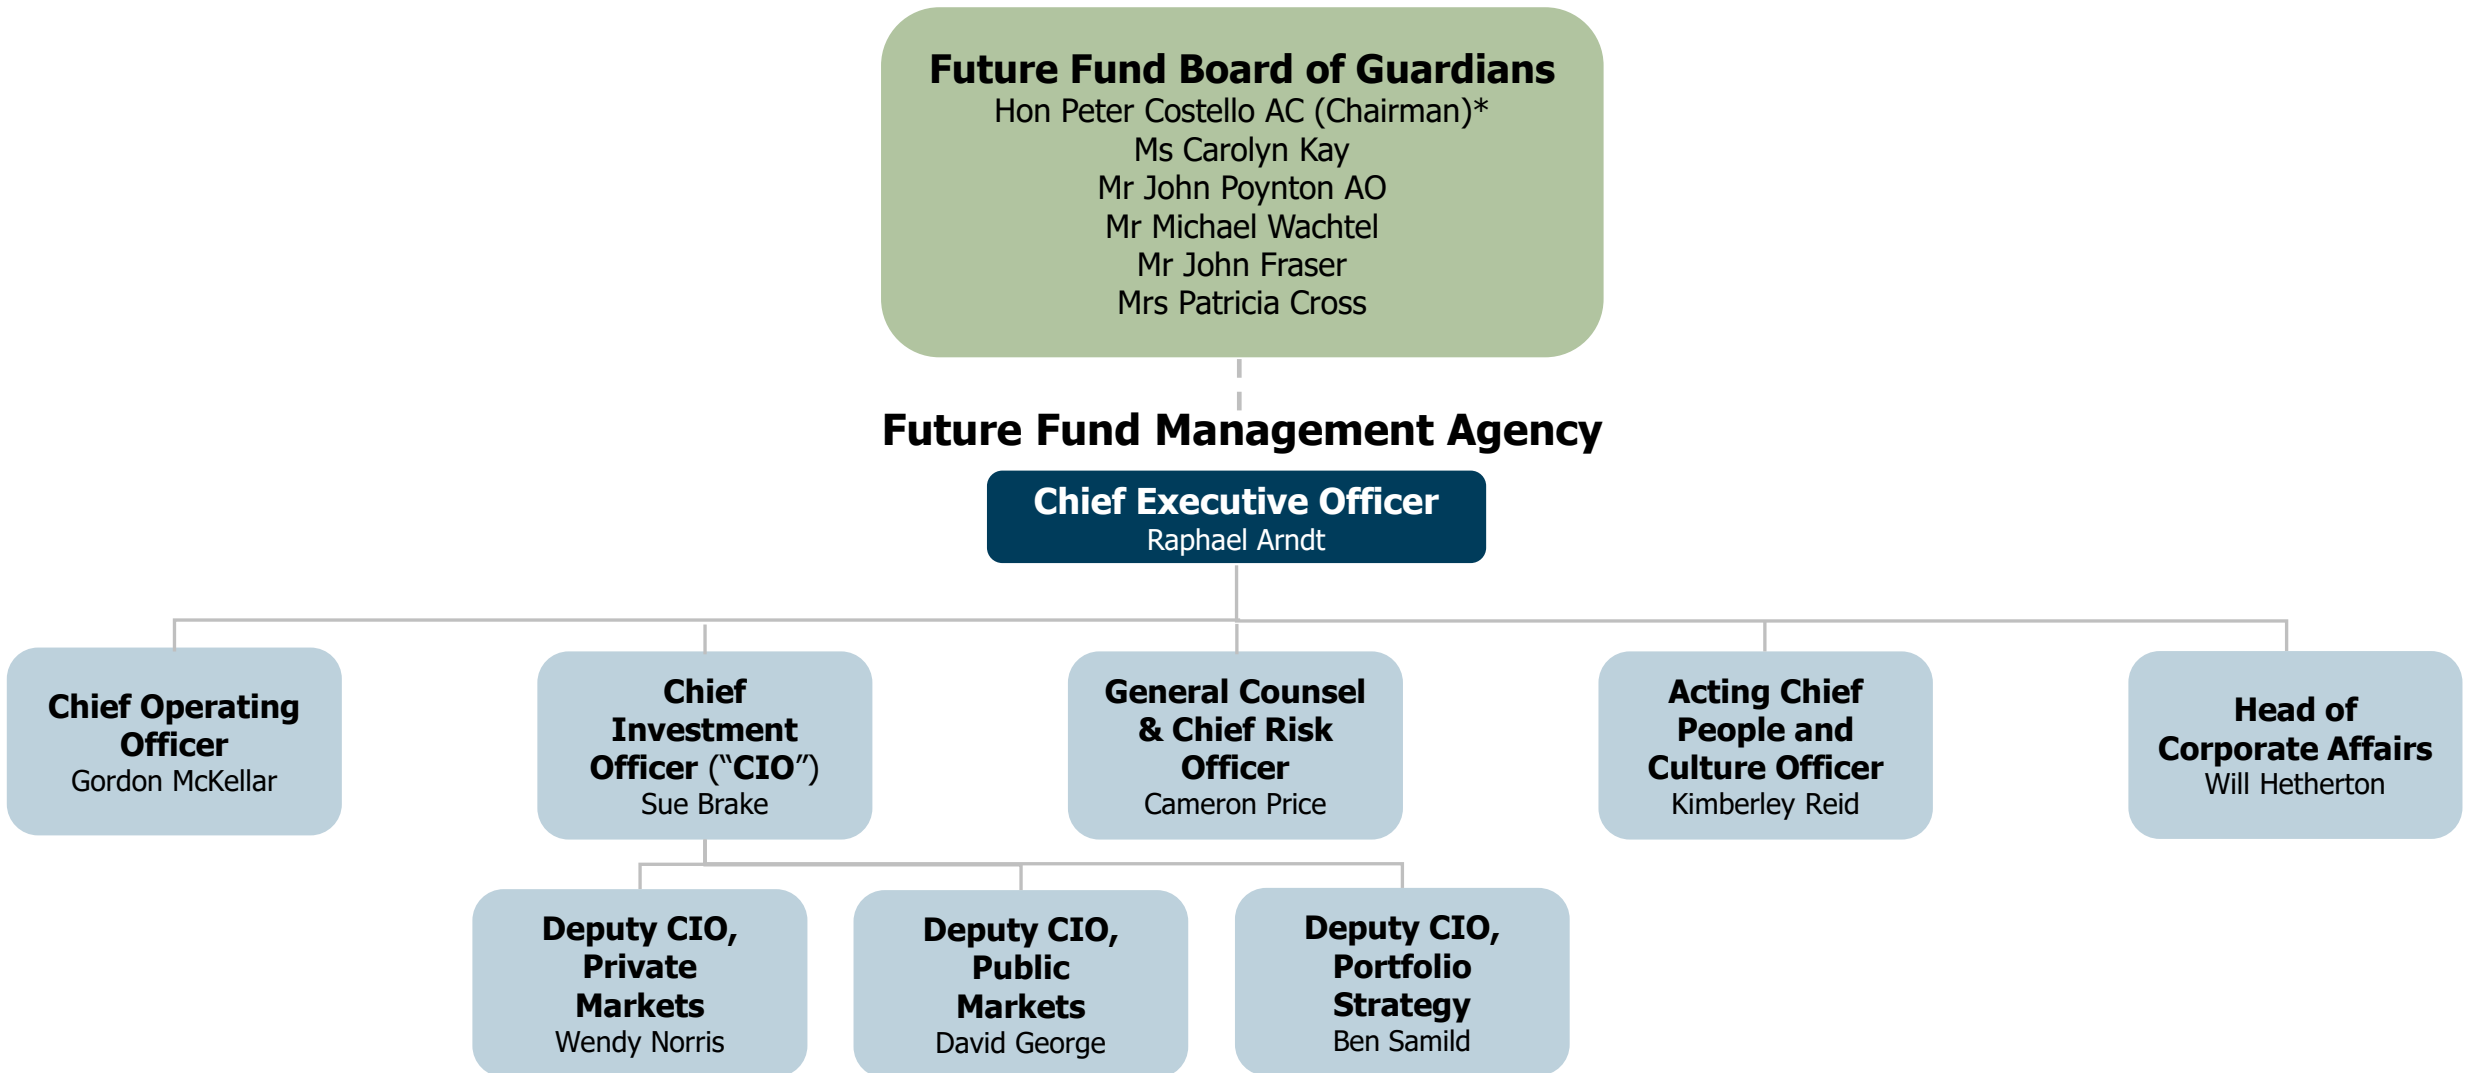 Future Fund Board of Guardians
Hon Peter Costello AC (Chairman)*
Ms Carolyn Kay
Mr John Poynton AO
Mr Michael Wachtel
Mr John Fraser
Mrs Patricia Cross
Future Fund Management Agency
Chief Executive Officer
Raphael Arndt
Chief Operating
Officer
Gordon McKellar
Chief
Investment
Officer (“CIO”)
Sue Brake
General Counsel
& Chief Risk
Officer
Cameron Price
Acting Chief
People and
Culture Officer
Kimberley Reid
Head of
Corporate Affairs
Will Hetherton
Deputy CIO,
Private
Markets
Wendy Norris
Deputy CIO,
Public
Markets
David George
Deputy CIO,
Portfolio
Strategy
Ben Samild